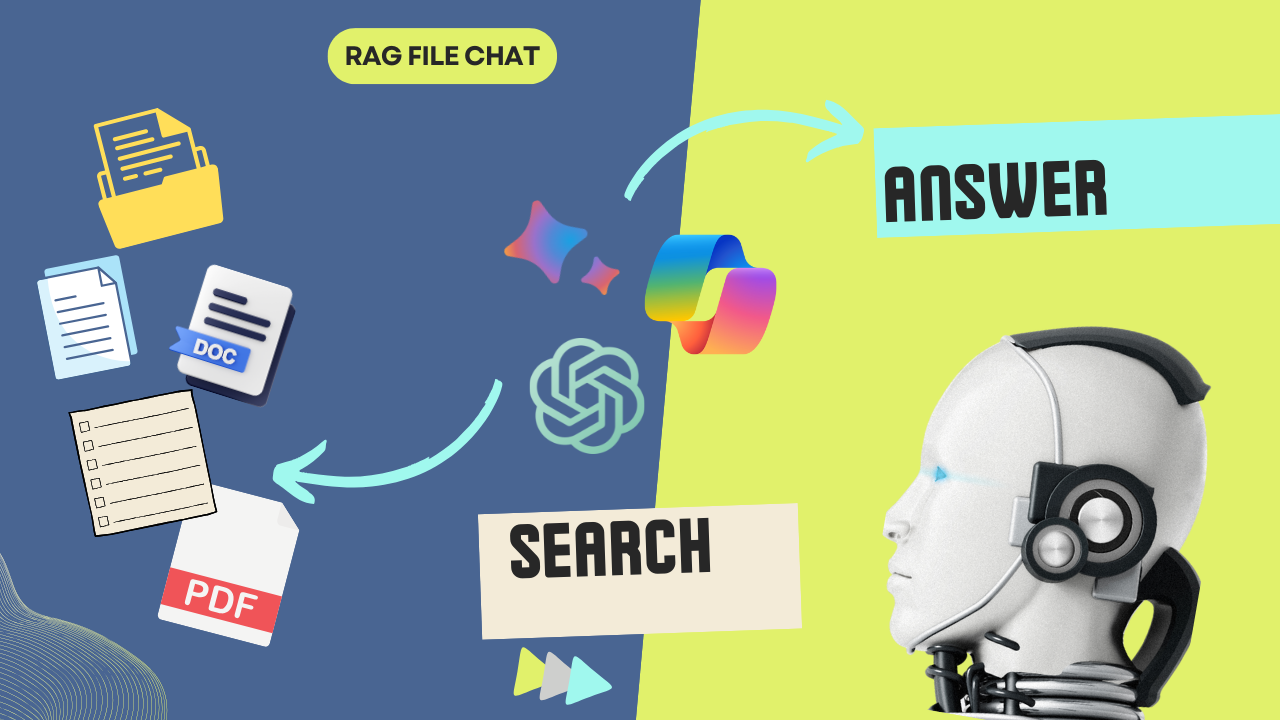 RAG FILE CHAT
ANSWER
DOC
SEARCH
PDF